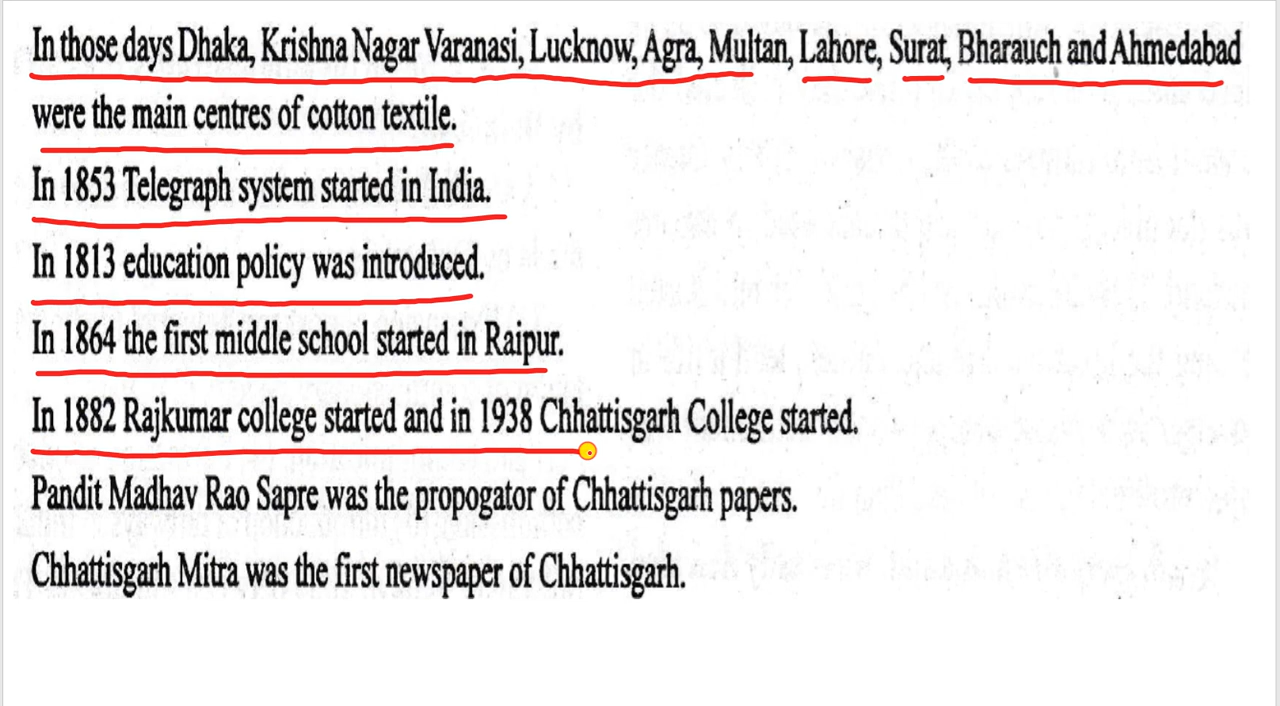 In those days Dhaka, Krishna Nagar Varanasi, Lucknow, Agra, Multan, Lahore, Surat, Bharauch and Ahmedabad
were the main centres of cotton textile.
In 1853 Telegraph system started in India.
In 1813 education policy was introduced.
In 1864 the first middle school started in Raipur.
In 1882 Rajkumar college started and in 1938 Chhattisgarh College started.
Pandit Madhav Rao Sapre was the propogator of Chhattisgarh papers.
Chhattisgarh Mitra was the first newspaper of Chhattisgarh.